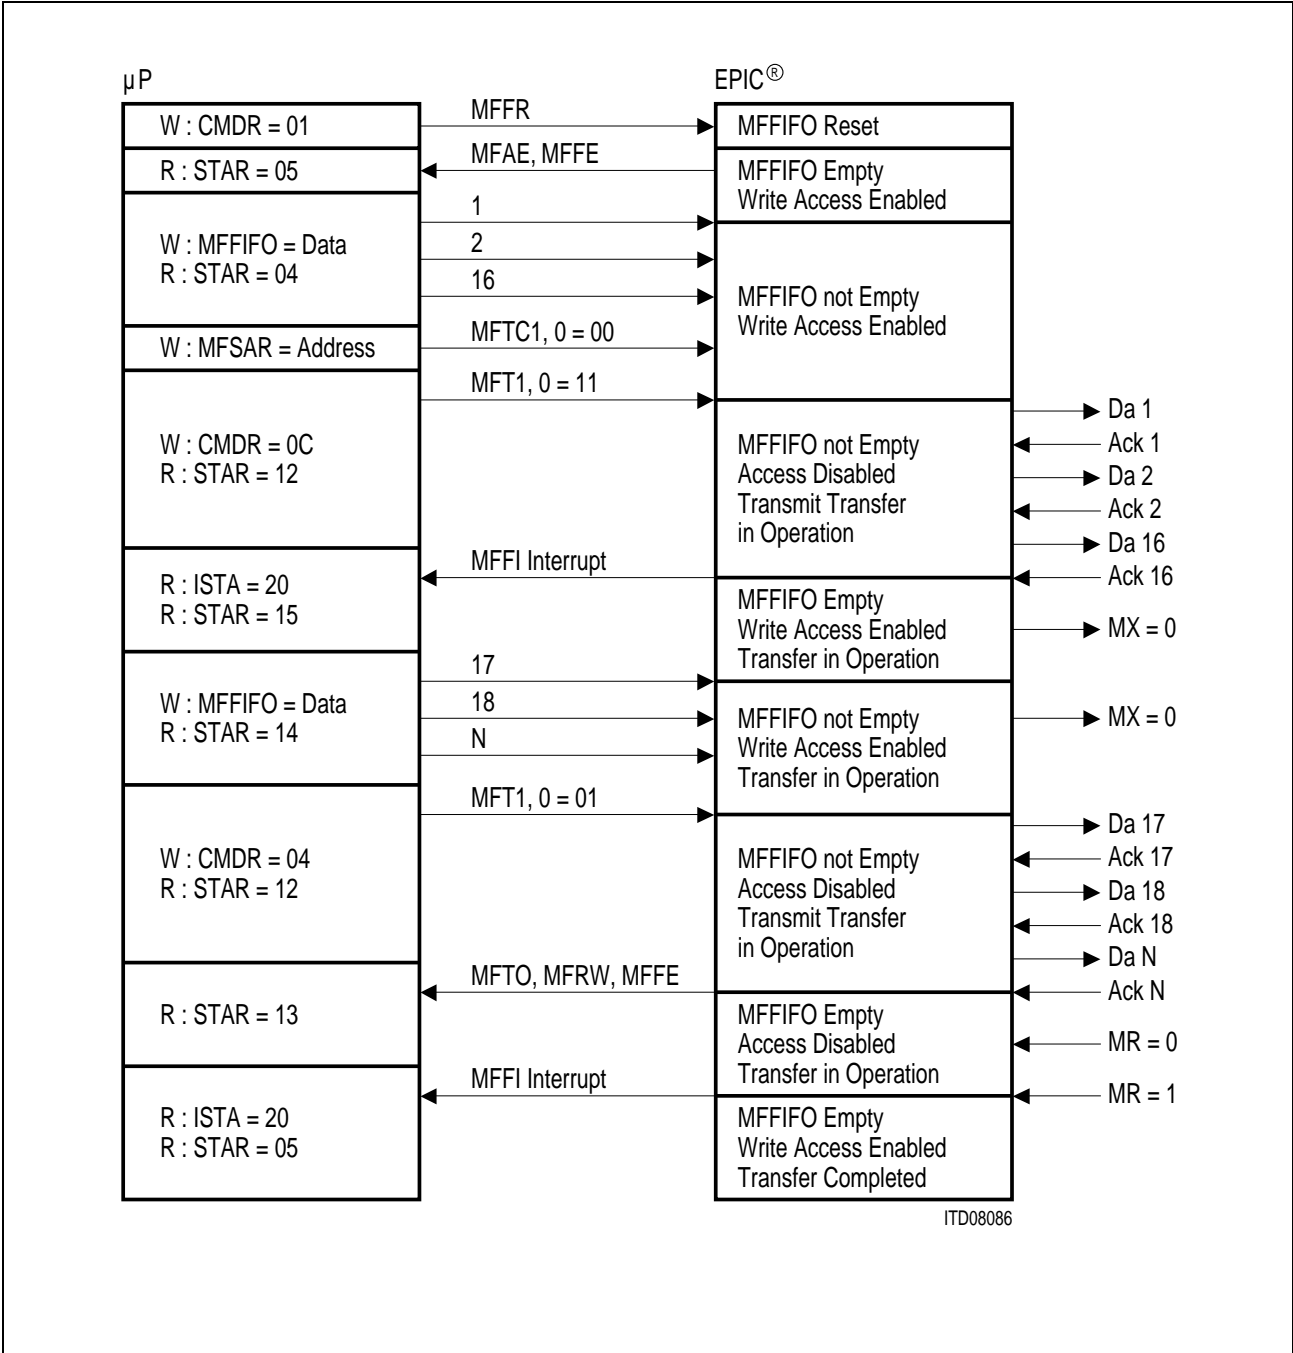 µP
EPIC®
W : CMDR = 01
MFFR
MFFIFO Reset
R : STAR = 05
MFAE, MFFE
MFFIFO Empty
Write Access Enabled
W : MFFIFO = Data
R : STAR = 04
1
2
16
MFFIFO not Empty
Write Access Enabled
W : MFSAR = Address
MFTC1, 0 = 00
MFT1, 0 = 11
W : CMDR = 0C
R : STAR = 12
MFFIFO not Empty
Access Disabled
Transmit Transfer
in Operation
Da 1
Ack 1
Da 2
Ack 2
Da 16
Ack 16
MFFI Interrupt
R : ISTA = 20
R : STAR = 15
MFFIFO Empty
Write Access Enabled
Transfer in Operation
MX = 0
W : MFFIFO = Data
R : STAR = 14
17
18
N
MFFIFO not Empty
Write Access Enabled
Transfer in Operation
MX = 0
MFT1, 0 = 01
W : CMDR = 04
R : STAR = 12
MFFIFO not Empty
Access Disabled
Transmit Transfer
in Operation
Da 17
Ack 17
Da 18
Ack 18
Da N
Ack N
MFTO, MFRW, MFFE
R : STAR = 13
MFFIFO Empty
Access Disabled
Transfer in Operation
MR = 0
MR = 1
MFFI Interrupt
R : ISTA = 20
R : STAR = 05
MFFIFO Empty
Write Access Enabled
Transfer Completed
ITD08086